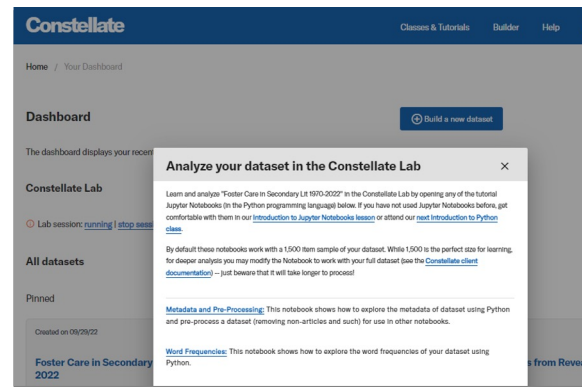 Constellate
Classes & Tutorials Builder Help
Home / Your Dashboard
Dashboard
Build a new dataset
The dashboard displays your recent
Analyze your dataset in the Constellate Lab ×
Constellate Lab
Learn and analyze "Foster Care in Secondary Lit 1970-2022" in the Constellate Lab by opening any of the tutorial
Jupyter Notebooks (in the Python programming language) below. If you have not used Jupyter Notebooks before, get
comfortable with them in our Introduction to Jupyter Notebooks lesson or attend our next Introduction to Python
class.
Lab session: running | stop sess
By default these notebooks work with a 1,500 item sample of your dataset. While 1,500 is the perfect size for learning,
for deeper analysis you may modify the Notebook to work with your full dataset (see the Constellate client
documentation) – just beware that it will take longer to process!
All datasets
Pinned
Metadata and Pre-Processing: This notebook shows how to explore the metadata of dataset using Python
and pre-process a dataset (removing non-articles and such) for use in other notebooks.
Created on 09/29/22
Word Frequencies: This notebook shows how to explore the word frequencies of your dataset using
Python.
Foster Care in Secondary
2022
s from Reve